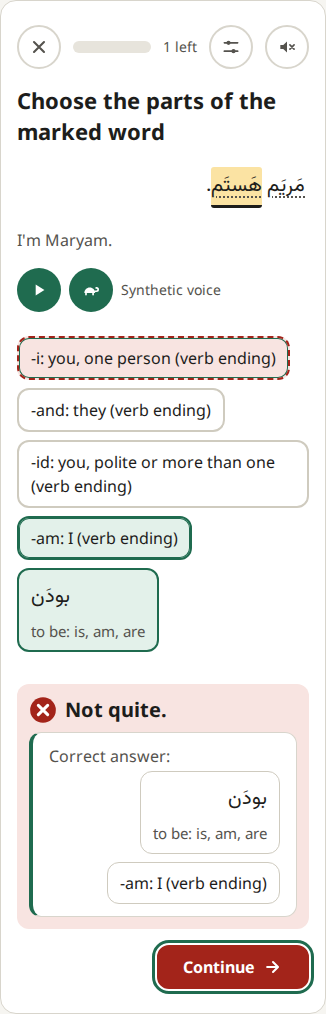 1 left
Choose the parts of the
marked word
مَریَم هَستَم.
I'm Maryam.
Synthetic voice
-i: you, one person (verb ending)
-and: they (verb ending)
-id: you, polite or more than one
(verb ending)
-am: I (verb ending)
بودَن
to be: is, am, are
Not quite.
Correct answer:
بودَن
to be: is, am, are
-am: I (verb ending)
Continue